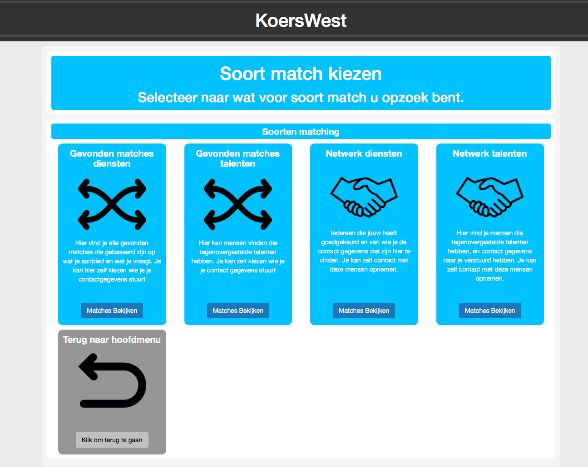 KoersWest
Soort match kiezen
Selecteer naar wat voor soort match u opzoek bent.
Soorten matching
Gevonden matches
diensten
Hier vind je alle gevonden
matches die gebaseerd zijn op
wat je aanbied en wat je vraagt. Je
kan hier zelf kiezen wie je je
contactgegevens stuurt
Matches Bekijken
Gevonden matches
talenten
Hier kan mensen vinden die
tegenovergestelde talenten
hebben. Je kan zelf kiezen wie je
je contact gegevens stuurt
Matches Bekijken
Netwerk diensten
Iedereen die jouw heeft
goedgekeurd en van wie je de
contact gegevens ziet zijn hier te
vinden. Je kan zelf contact met
deze mensen opnemen.
Matches Bekijken
Netwerk talenten
Hier vind je mensen die
tegenovergestelde talenten
hebben, en contact gegevens
naar je verstuurd hebben. Je kan
zelf contact met deze mensen
opnemen.
Matches Bekijken
Terug naar hoofdmenu
Klik om terug te gaan